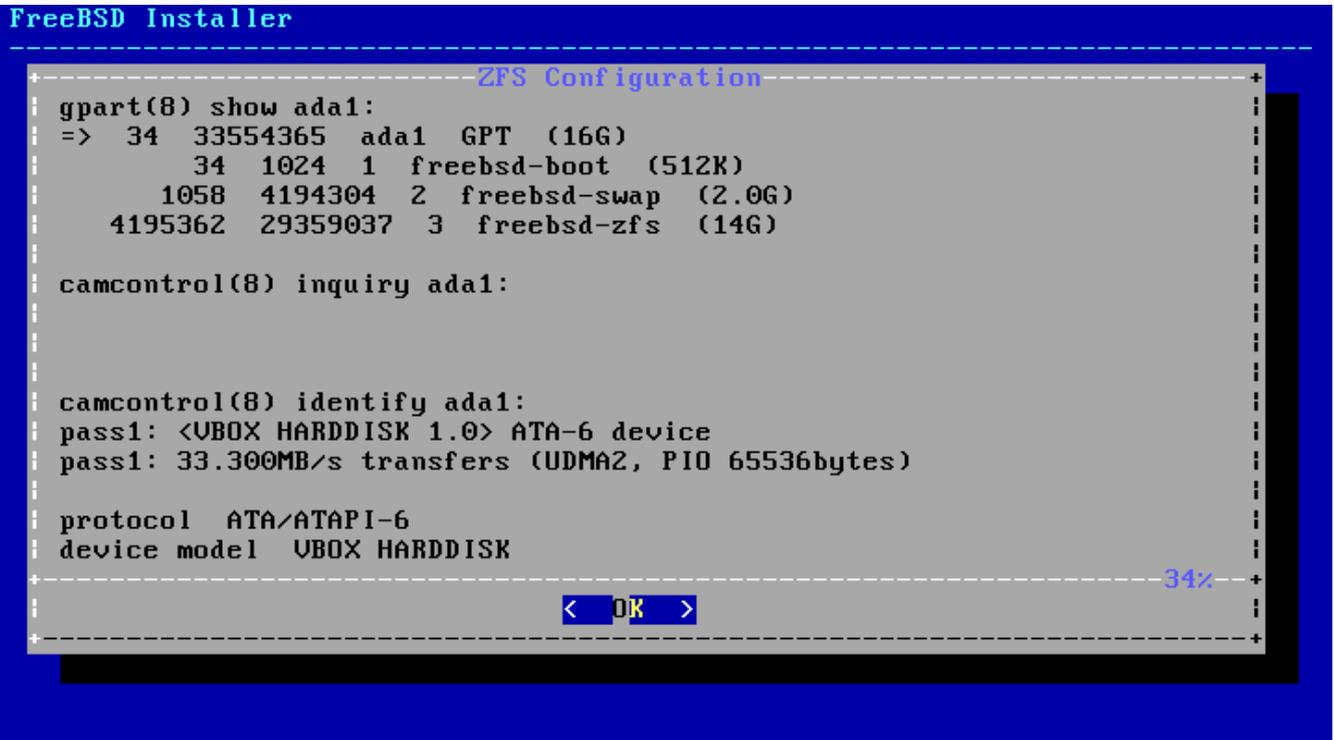 FreeBSD Installer
ZFS Configuration
gpart(8) show ada1:
=>  34  33554365  ada1  GPT  (16G)
34  1024  1  freebsd-boot  (512K)
1058  4194304  2  freebsd-swap  (2.0G)
4195362  29359037  3  freebsd-zfs  (14G)
camcontrol(8) inquiry ada1:
camcontrol(8) identify ada1:
pass1: <VBOX HARDDISK 1.0> ATA-6 device
pass1: 33.300MB/s transfers (UDMA2, PIO 65536bytes)
protocol  ATA/ATAPI-6
device model  VBOX HARDDISK
34%
<  OK  >